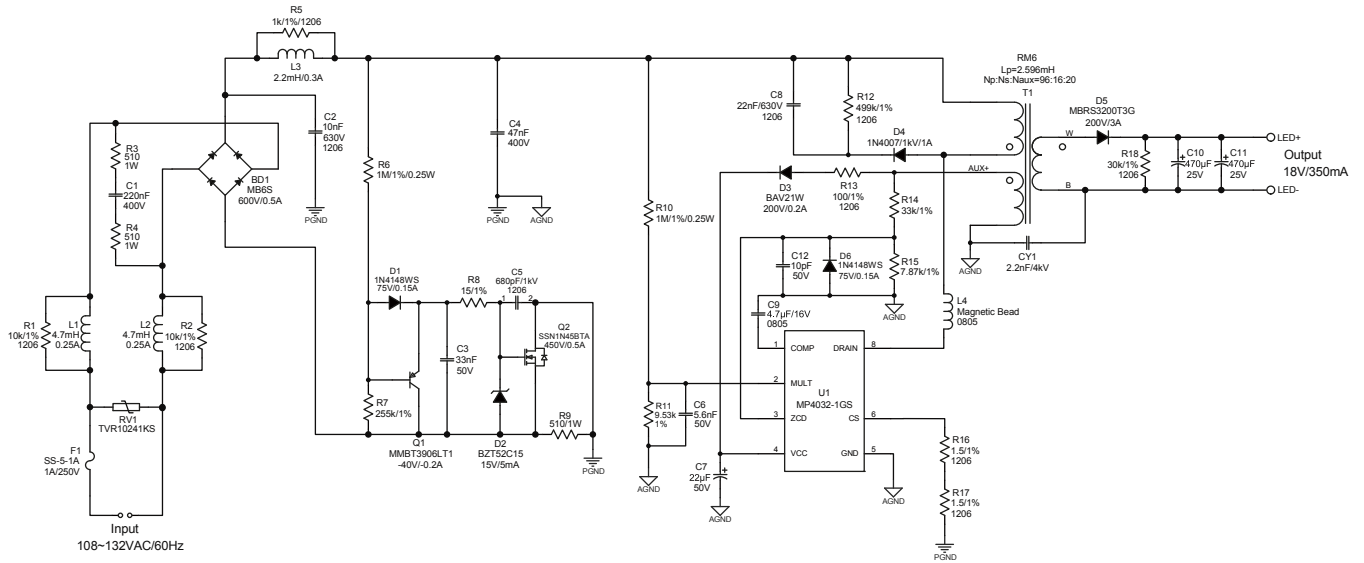 R5
1k/1%/1206
L3
2.2mH/0.3A
C2
10nF
630V
1206
PGND
BD1
MB6S
600V/0.5A
R3
510
1W
C1
220nF
400V
R4
510
1W
R1
10k/1%
1206
L1
4.7mH
0.25A
L2
4.7mH
0.25A
R2
10k/1%
1206
RV1
TVR10241KS
F1
SS-5-1A
1A/250V
Input
108~132VAC/60Hz
R6
1M/1%/0.25W
C4
47nF
400V
PGND
AGND
D1
1N4148WS
75V/0.15A
R8
15/1%
C5
680pF/1kV
1206
1
2
Q2
SSN1N45BTA
450V/0.5A
C3
33nF
50V
R7
255k/1%
Q1
MMBT3906LT1
-40V/-0.2A
D2
BZT52C15
15V/5mA
R9
510/1W
PGND
R10
1M/1%/0.25W
R11
9.53k
1%
C6
5.6nF
50V
AGND
C7
+
22µF
50V
AGND
C8
22nF/630V
1206
R12
499k/1%
1206
D4
1N4007/1kV/1A
D3
BAV21W
200V/0.2A
R13
100/1%
1206
R14
33k/1%
C12
10pF
50V
D6
1N4148WS
75V/0.15A
R15
7.87k/1%
AGND
C9
4.7µF/16V
0805
L4
Magnetic Bead
0805
1
COMP
DRAIN
8
2
MULT
U1
MP4032-1GS
3
ZCD
CS
6
4
VCC
GND
5
AGND
R16
1.5/1%
1206
R17
1.5/1%
1206
PGND
RM6
Lp=2.596mH
Np:Ns:Naux=96:16:20
T1
AUX+
W
B
AGND
CY1
2.2nF/4kV
D5
MBRS3200T3G
200V/3A
R18
30k/1%
1206
C10
+
470µF
25V
C11
+
470µF
25V
LED+
Output
18V/350mA
LED-